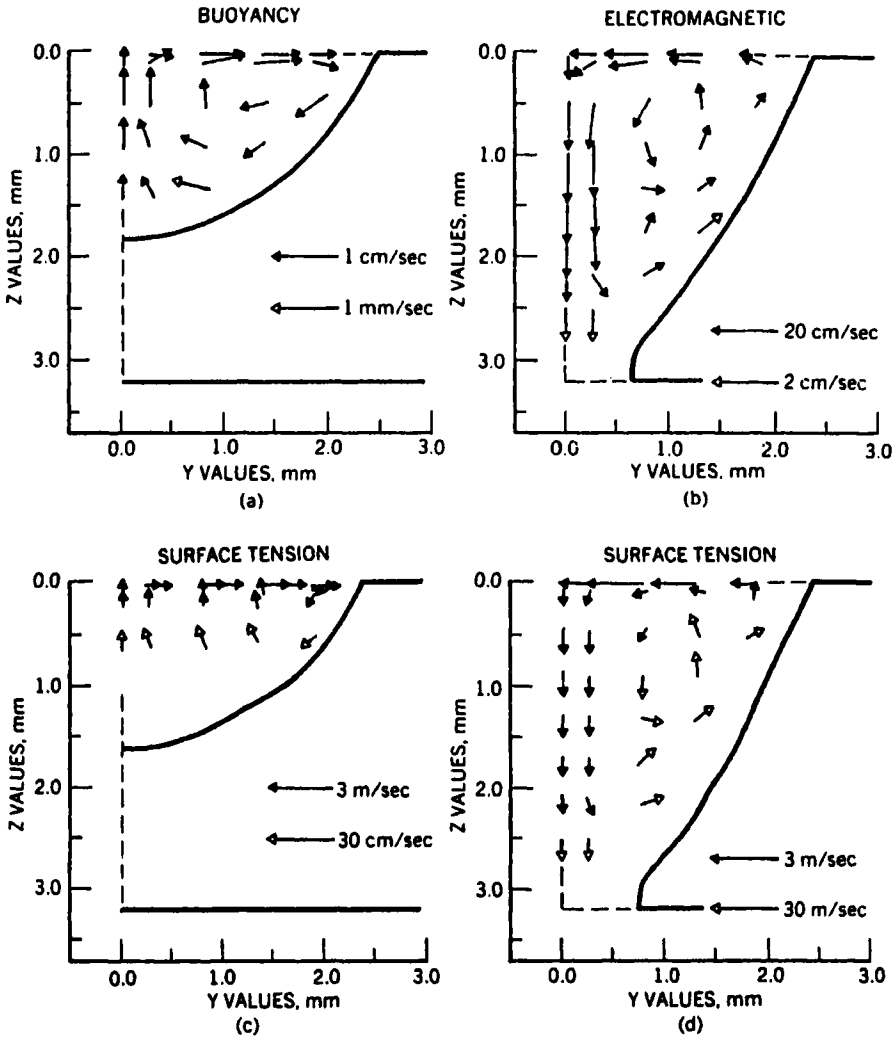 BUOYANCY
0.0
1.0
2.0
3.0
Z VALUES, mm
1 cm/sec
1 mm/sec
0.0
1.0
2.0
3.0
Y VALUES, mm
(a)
ELECTROMAGNETIC
0.0
1.0
2.0
3.0
Z VALUES, mm
20 cm/sec
2 cm/sec
0.0
1.0
2.0
3.0
Y VALUES, mm
(b)
SURFACE TENSION
0.0
1.0
2.0
3.0
Z VALUES, mm
3 m/sec
30 cm/sec
0.0
1.0
2.0
3.0
Y VALUES, mm
(c)
SURFACE TENSION
0.0
1.0
2.0
3.0
Z VALUES, mm
3 m/sec
30 m/sec
0.0
1.0
2.0
3.0
Y VALUES, mm
(d)